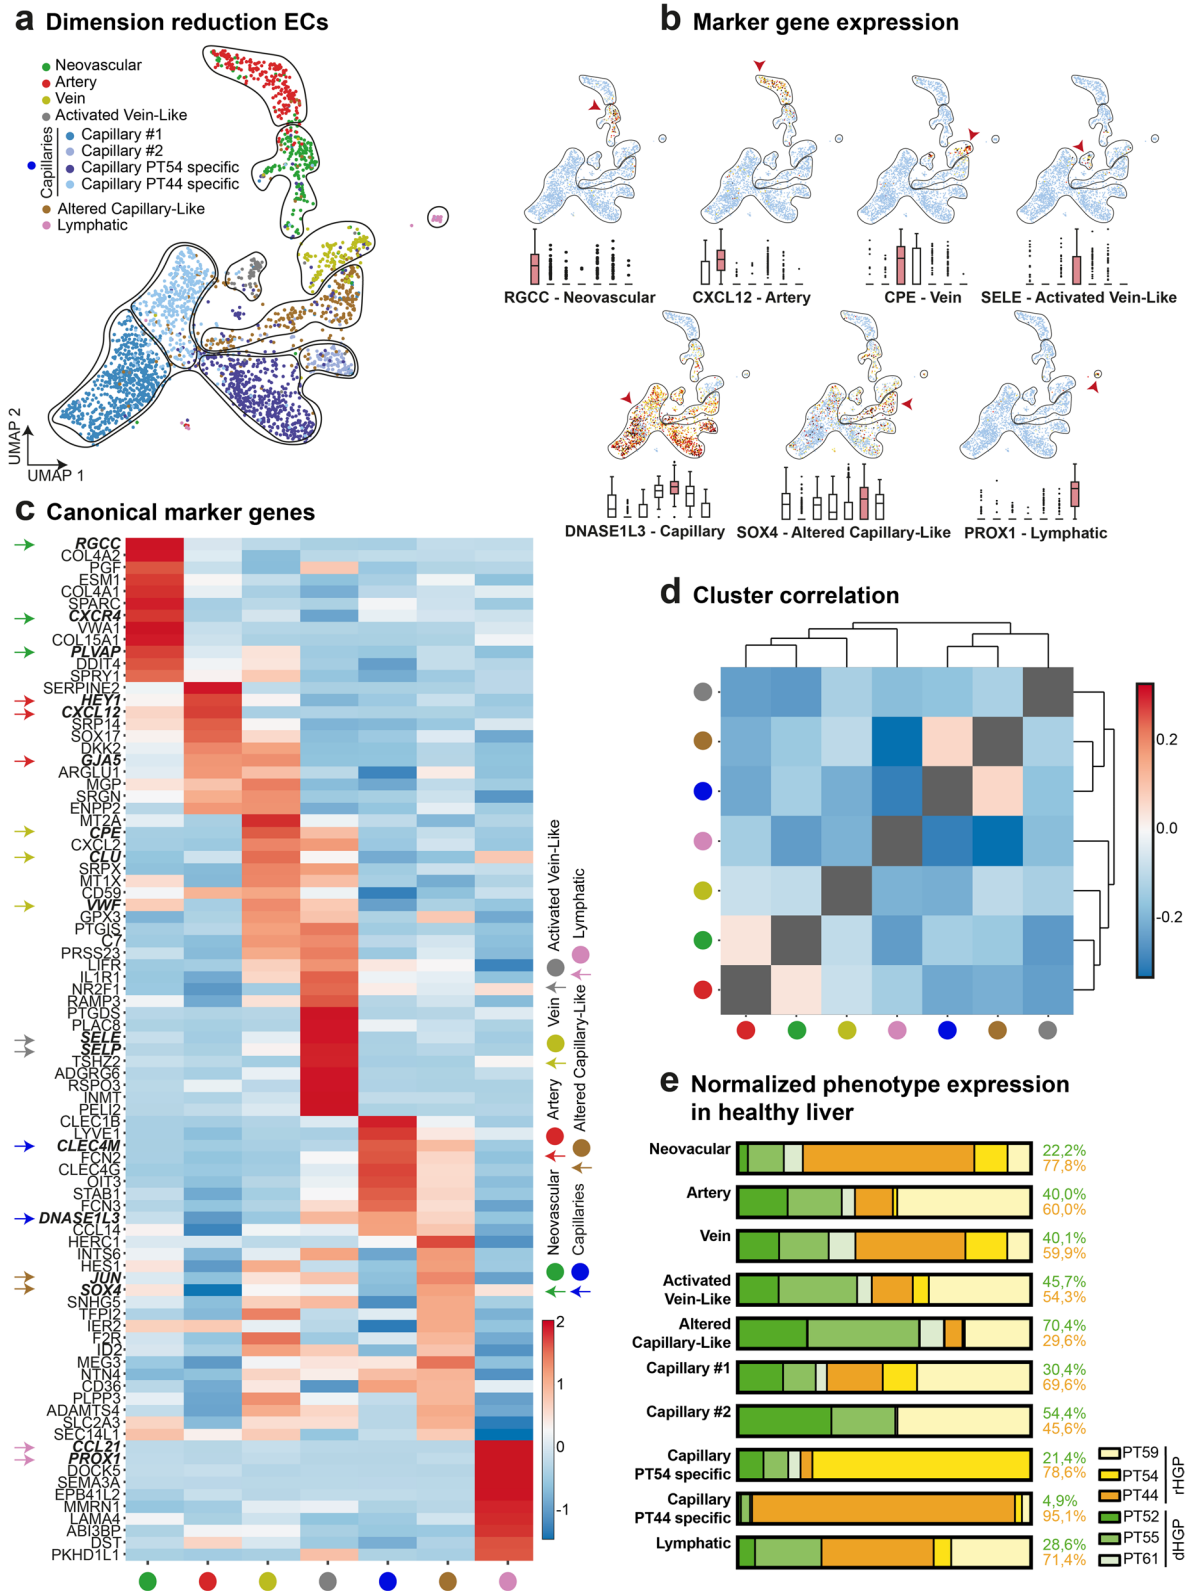 a Dimension reduction ECs
Neovascular
Artery
Vein
Activated Vein-Like
Capillaries
Capillary #1
Capillary #2
Capillary PT54 specific
Capillary PT44 specific
Altered Capillary-Like
Lymphatic
UMAP 2
UMAP 1
b Marker gene expression
RGCC - Neovascular
CXCL12 - Artery
CPE - Vein
SELE - Activated Vein-Like
DNASE1L3 - Capillary
SOX4 - Altered Capillary-Like
PROX1 - Lymphatic
c Canonical marker genes
RGCC
COL4A2
PGF
ESM1
COL4A1
SPARC
CXCR4
VWA1
COL15A1
PLVAP
DDIT4
SPRY1
SERPINE2
HEY1
CXCL12
SRP14
SOX17
DKK2
GJA5
ARGLU1
MGP
SRGN
ENPP2
MT2A
CPE
CXCL2
CLU
SRPX
MT1X
CD59
VWF
GPX3
PTGIS
C7
PRSS23
LIFR
IL1R1
NR2F1
RAMP3
PTGDS
PLAC8
SELE
SELP
TSHZ2
ADGRG6
RSPO3
INMT
PELI2
CLEC1B
LYVE1
CLEC4M
FCN2
CLEC4G
OIT3
STAB1
FCN3
DNASE1L3
CCL14
HERC1
INTS6
HES1
JUN
SOX4
SNHG5
TFPI2
IER2
F2R
ID2
MEG3
NTN4
CD36
PLPP3
ADAMTS4
SLC2A3
SEC14L1
CCL21
PROX1
DOCK5
SEMA3A
EPB41L2
MMRN1
LAMA4
ABI3BP
DST
PKHD1L1
Neovascular
Artery
Vein
Activated Vein-Like
Capillaries
Altered Capillary-Like
Lymphatic
2
1
0
-1
d Cluster correlation
0.2
0.0
-0.2
e Normalized phenotype expression
in healthy liver
Neovacular
22,2%
77,8%
Artery
40,0%
60,0%
Vein
40,1%
59,9%
Activated
Vein-Like
45,7%
54,3%
Altered
Capillary-Like
70,4%
29,6%
Capillary #1
30,4%
69,6%
Capillary #2
54,4%
45,6%
Capillary
PT54 specific
21,4%
78,6%
Capillary
PT44 specific
4,9%
95,1%
Lymphatic
28,6%
71,4%
PT59
PT54
PT44
rHGP
PT52
PT55
PT61
dHGP